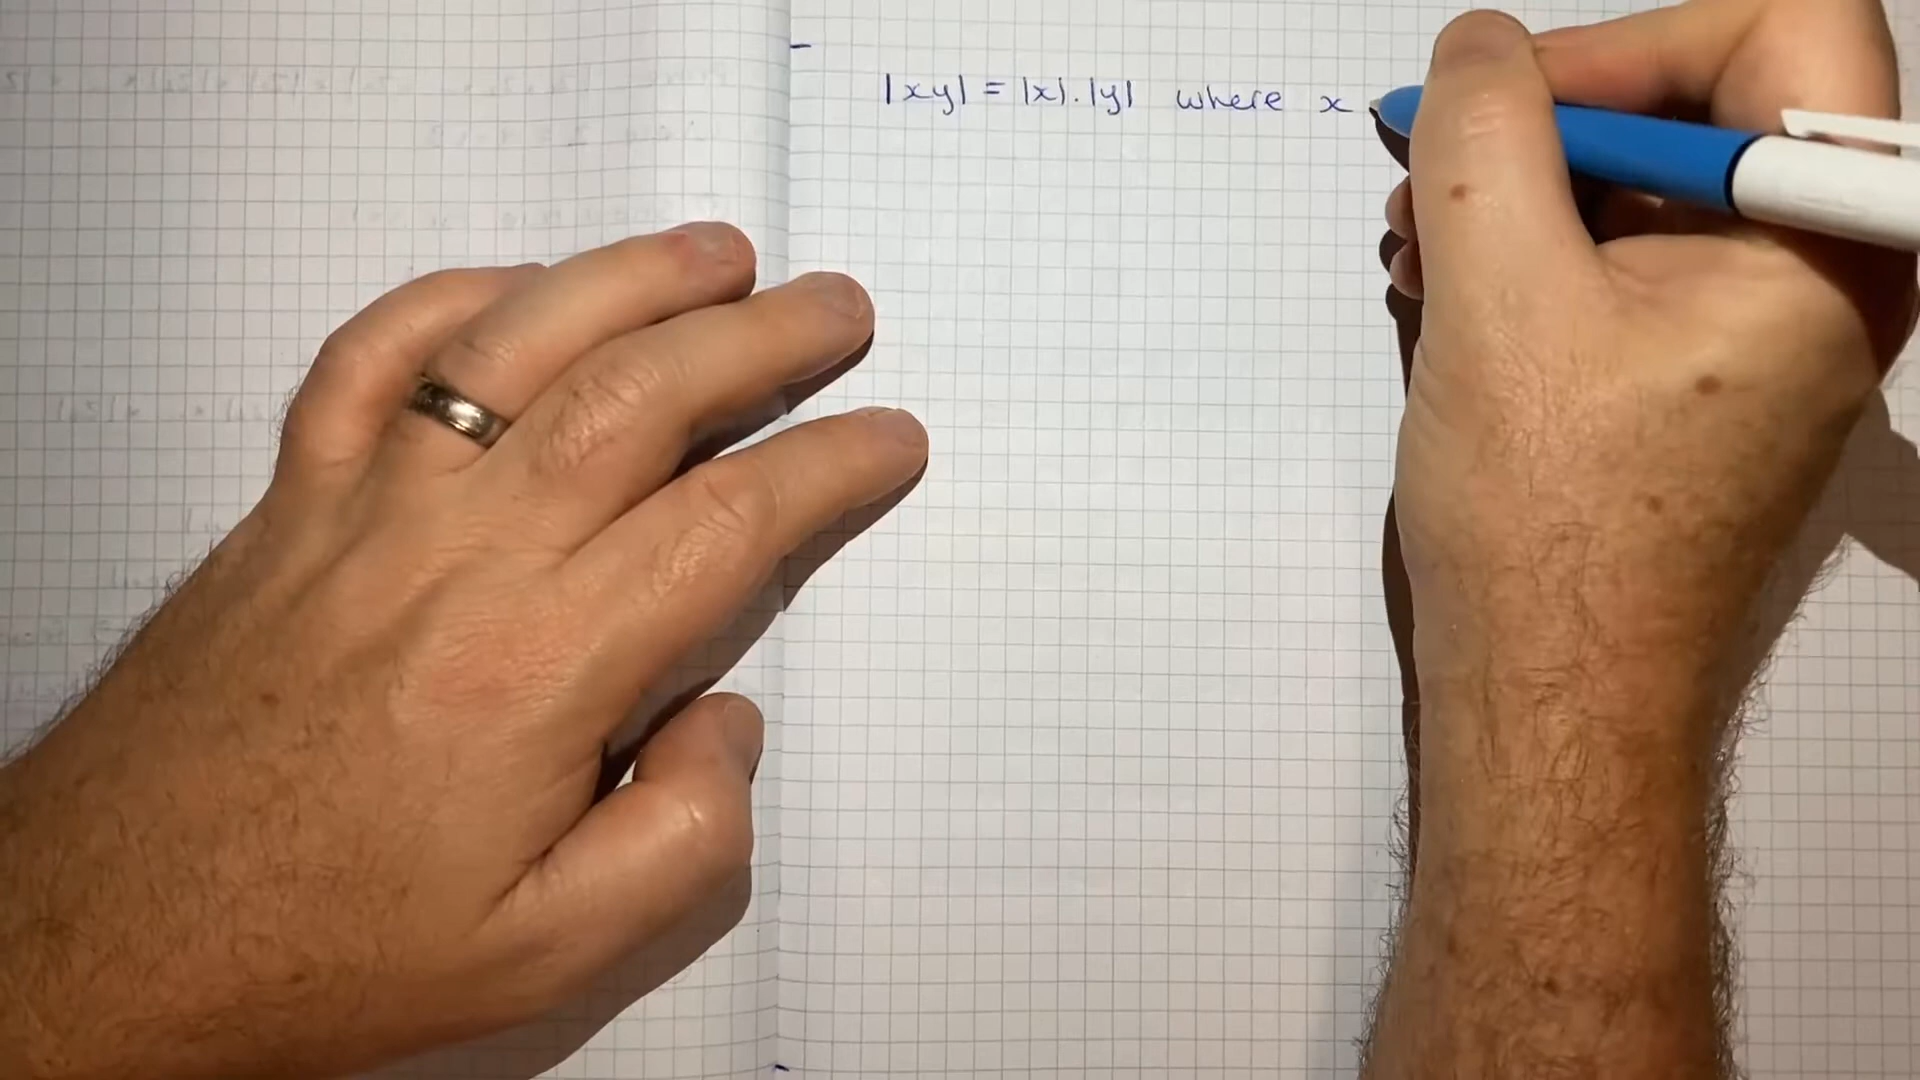 |xy| = |x|.|y| where x